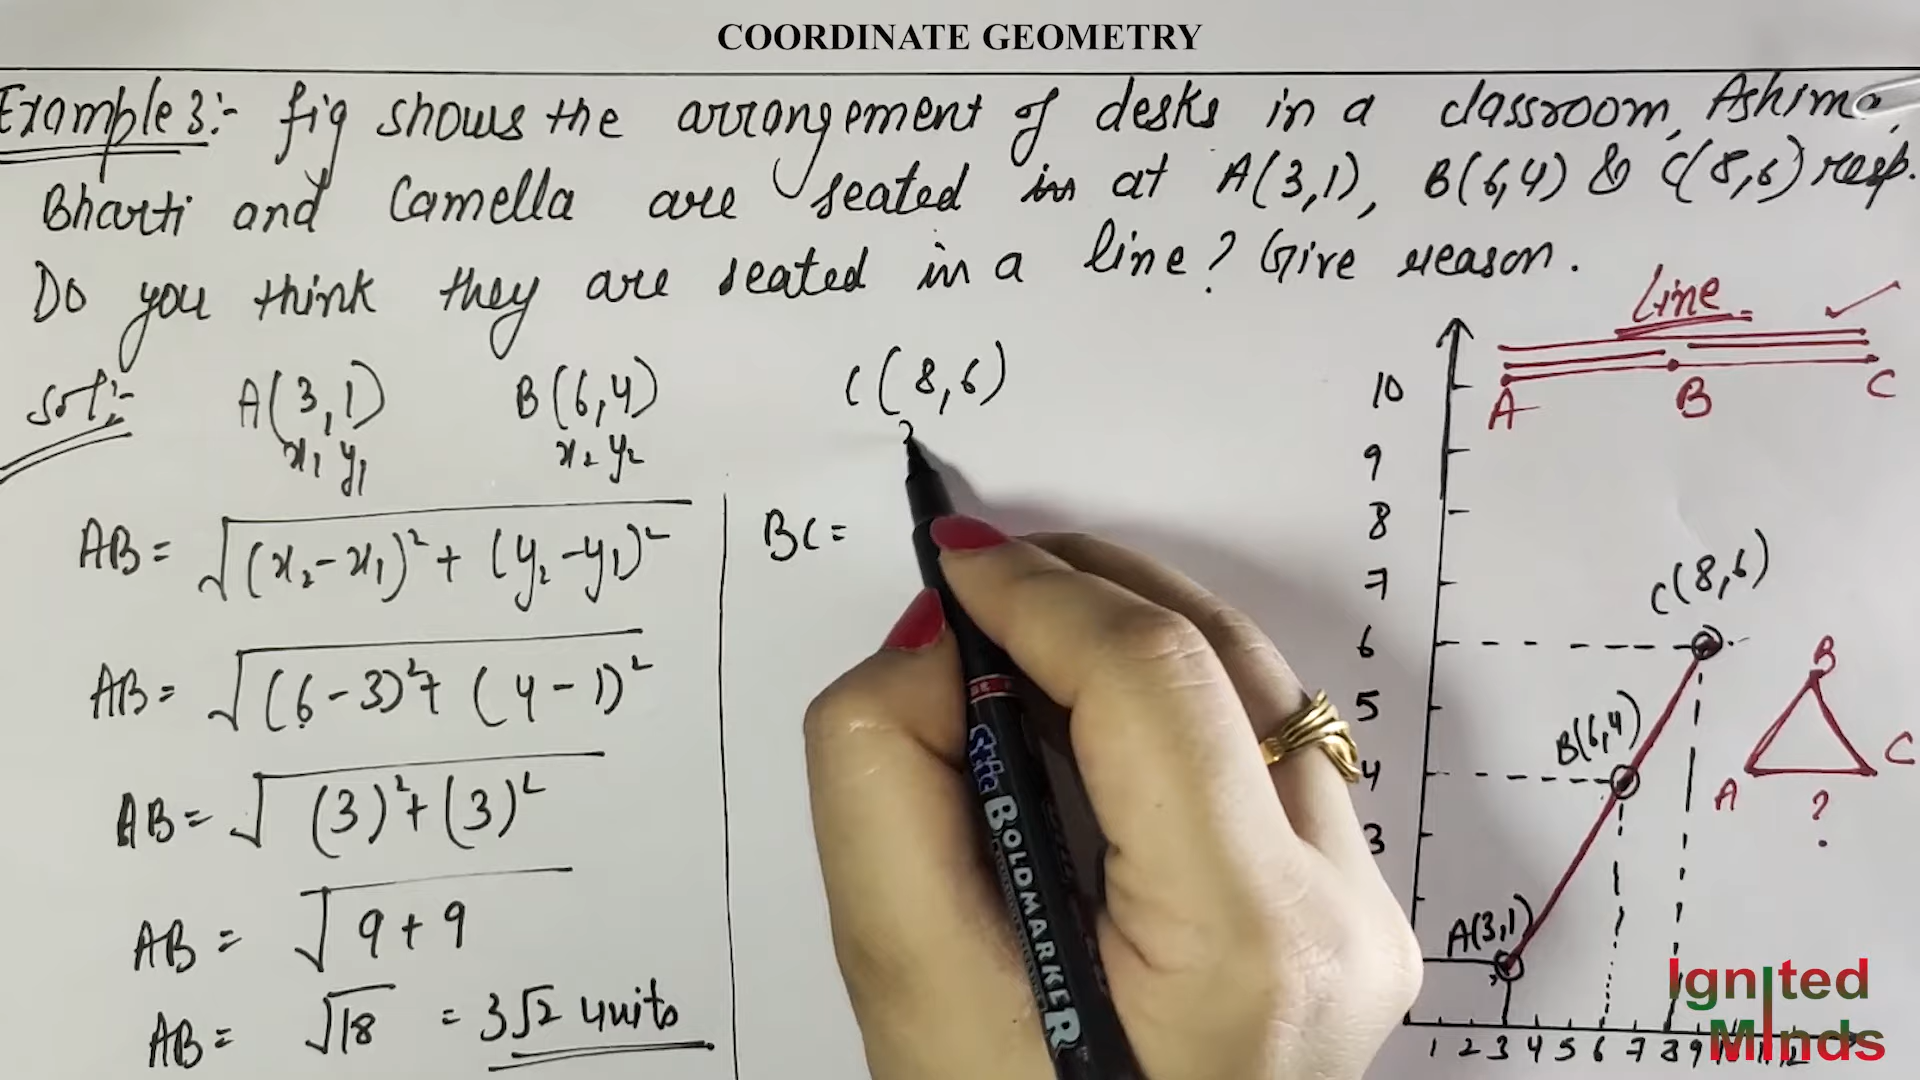 COORDINATE GEOMETRY
Example 3:- fig shows the arrangement of desks in a classroom, Ashima,
Bharti and Camella are seated in at A(3,1), B(6,4) & C(8,6) resp.
Do you think they are seated in a line? Give reason.
Sol:-
A(3,1)
x₁ y₁
B(6,4)
x₂ y₂
C(8,6)
AB = √(x₂-x₁)²+(y₂-y₁)²
AB = √(6-3)²+(4-1)²
AB = √(3)²+(3)²
AB = √9+9
AB = √18 = 3√2 units
BC =
Line ✓
A B C
10
9
8
7
6
5
4
3
C(8,6)
B(6,4)
A(3,1)
B
A C
?
1 2 3 4 5 6 7 8 9 10 11 12
Ignited
Minds
BOLDMARKER